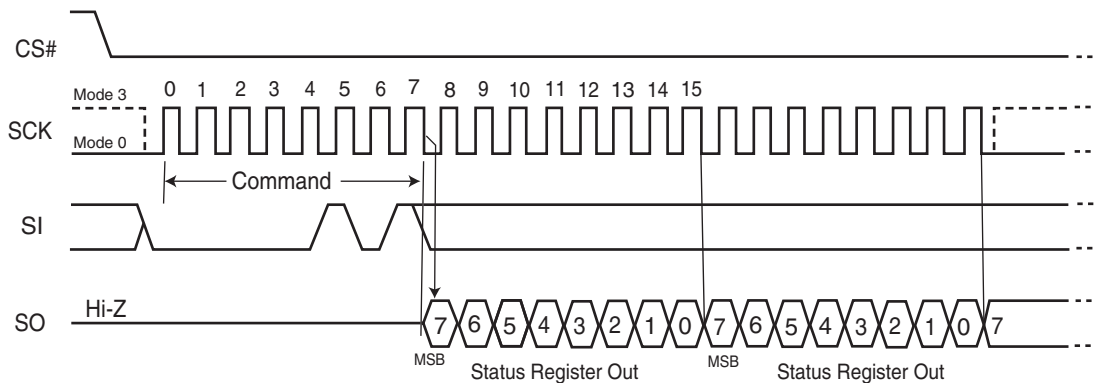 CS#
0 1 2 3 4 5 6 7 8 9 10 11 12 13 14 15
Mode 3
SCK
Mode 0
Command
SI
Hi-Z
SO
7 6 5 4 3 2 1 0 7 6 5 4 3 2 1 0 7
MSB Status Register Out MSB Status Register Out